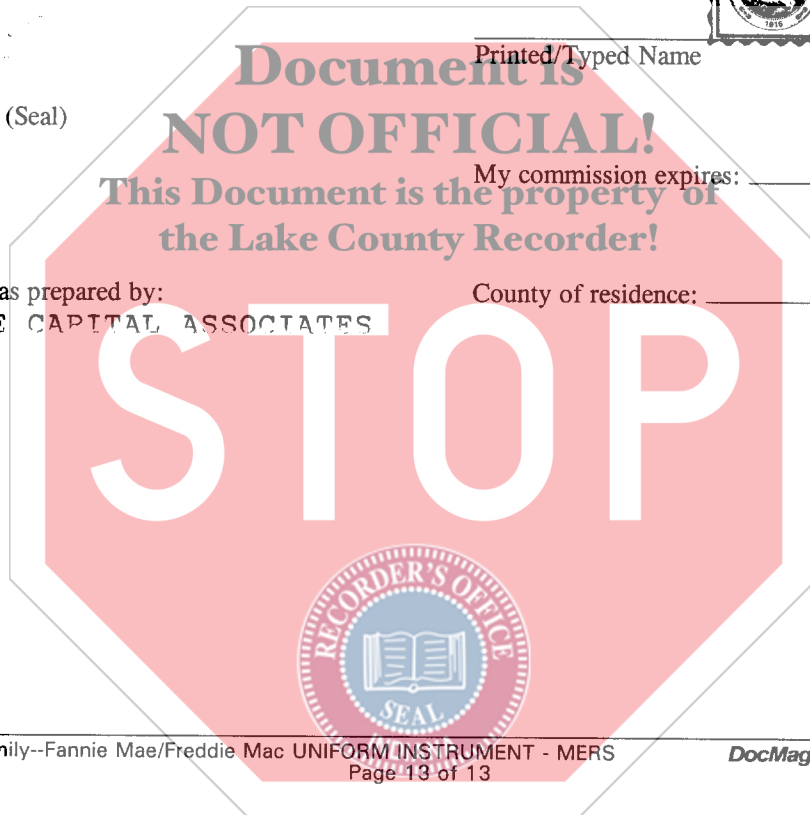 1816
Printed/Typed Name
Document is
(Seal)
NOT OFFICIAL!
My commission expires:
This Document is the property of
the Lake County Recorder!
as prepared by:
County of residence:
CAPITAL ASSOCIATES
STOP
RECORDER'S OFFICE
SEAL
INDIANA
nily--Fannie Mae/Freddie Mac UNIFORM INSTRUMENT - MERS
DocMag
Page 13 of 13